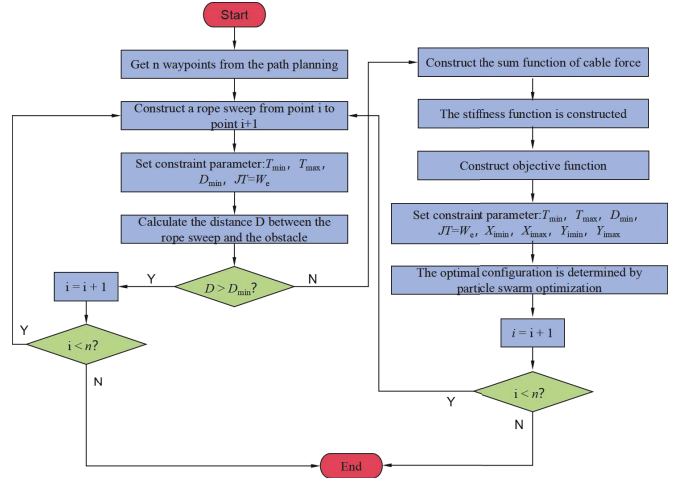 Start
Get n waypoints from the path planning
Construct a rope sweep from point i to
point i+1
Set constraint parameter:Tmin, Tmax,
Dmin, JT=We
Calculate the distance D between the
rope sweep and the obstacle
D > Dmin?
Y
N
i = i + 1
i < n?
Y
N
Construct the sum function of cable force
The stiffness function is constructed
Construct objective function
Set constraint parameter:Tmin, Tmax, Dmin,
JT=We, Ximin, Ximax, Yimin, Yimax
The optimal configuration is determined by
particle swarm optimization
i = i + 1
i < n?
Y
N
End